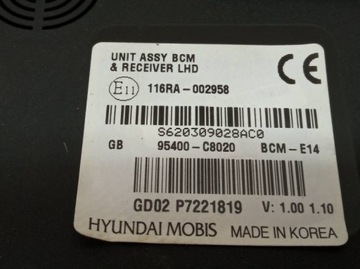 UNIT ASSY BCM
& RECEIVER LHD
CE
E11 116RA-002958
S620309028AC0
GB 95400-C8020 BCM-E14
GD02 P7221819 V: 1.00 1.10
HYUNDAI MOBIS MADE IN KOREA